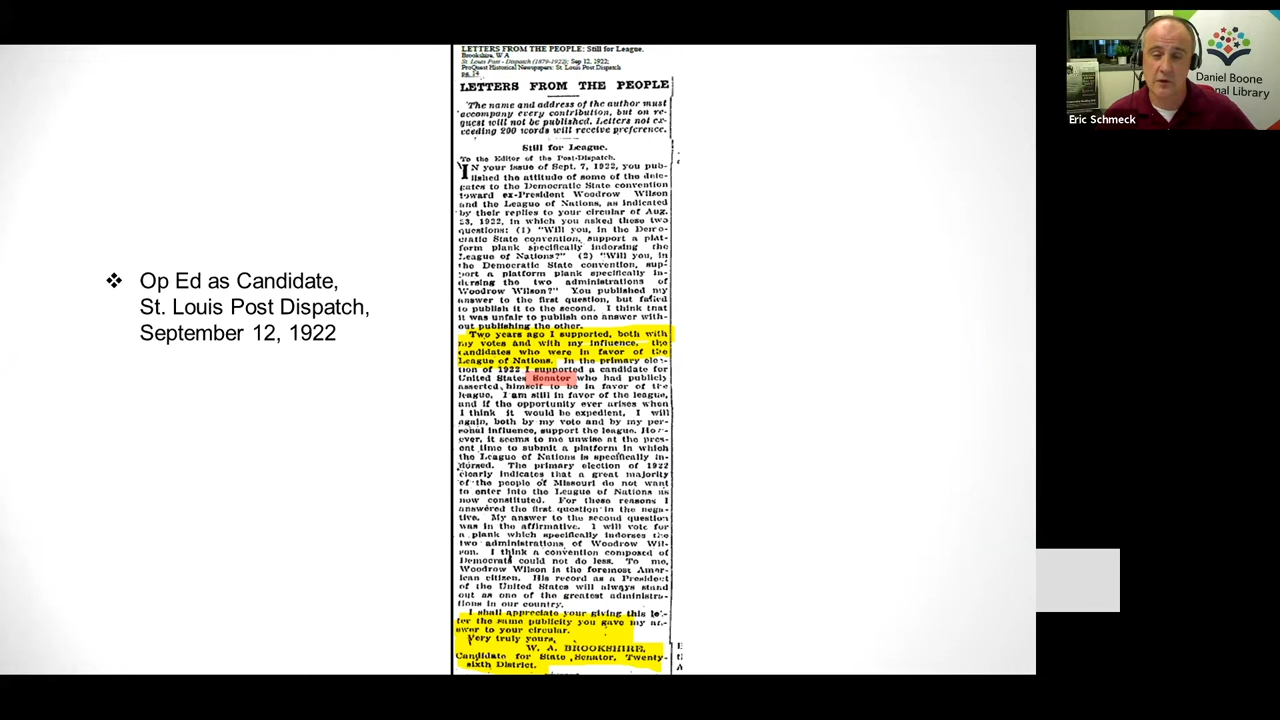 LETTERS FROM THE PEOPLE: Still for League.
Brookshire, W A
St. Louis Post - Dispatch (1879-1922); Sep 12, 1922;
ProQuest Historical Newspapers: St. Louis Post Dispatch
pg. 14
LETTERS FROM THE PEOPLE
The name and address of the author must
accompany every contribution, but on re-
quest will not be published. Letters not ex-
ceeding 200 words will receive preference.
Still for League.
To the Editor of the Post-Dispatch.
IN your issue of Sept. 7, 1922, you pub-
lished the attitude of some of the dele-
gates to the Democratic State convention
toward ex-President Woodrow Wilson
and the League of Nations, as indicated
by their replies to your circular of Aug.
23, 1922, in which you asked these two
questions: (1) "Will you, in the Demo-
cratic State convention, support a plat-
form plank specifically indorsing the
League of Nations?" (2) "Will you, in
the Democratic State convention, sup-
port a platform plank specifically in-
dorsing the two administrations of
Woodrow Wilson?" You published my
answer to the first question, but failed
to publish it to the second. I think that
it was unfair to publish one answer with-
out publishing the other.
Two years ago I supported, both with
my votes and with my influence, the
candidates who were in favor of the
League of Nations. In the primary elec-
tion of 1922 I supported a candidate for
United States Senator who had publicly
asserted himself to be in favor of the
league. I am still in favor of the league,
and if the opportunity ever arises when
I think it would be expedient, I will
again, both by my vote and by my per-
sonal influence, support the league. How-
ever, it seems to me unwise at the pres-
ent time to submit a platform in which
the League of Nations is specifically in-
dorsed. The primary election of 1922
clearly indicates that a great majority
of the people of Missouri do not want
to enter into the League of Nations as
now constituted. For these reasons I
answered the first question in the nega-
tive. My answer to the second question
was in the affirmative. I will vote for
a plank which specifically indorses the
two administrations of Woodrow Wil-
son. I think a convention composed of
Democrats could not do less. To me,
Woodrow Wilson is the foremost Amer-
ican citizen. His record as a President
of the United States will always stand
out as one of the greatest administra-
tions in our country.
I shall appreciate your giving this let-
ter the same publicity you gave my an-
swer to your circular.
Very truly yours,
W. A. BROOKSHIRE,
Candidate for State Senator, Twenty-
sixth District.
❖ Op Ed as Candidate,
St. Louis Post Dispatch,
September 12, 1922
Daniel Boone
nal Library
Eric Schmeck